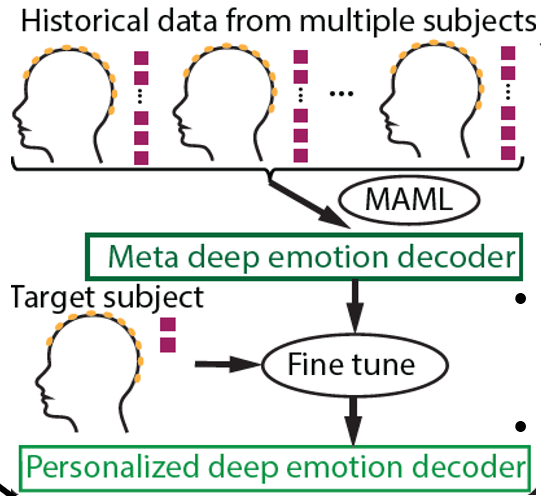 Historical data from multiple subjects
...
MAML
Meta deep emotion decoder
Target subject
Fine tune
Personalized deep emotion decoder